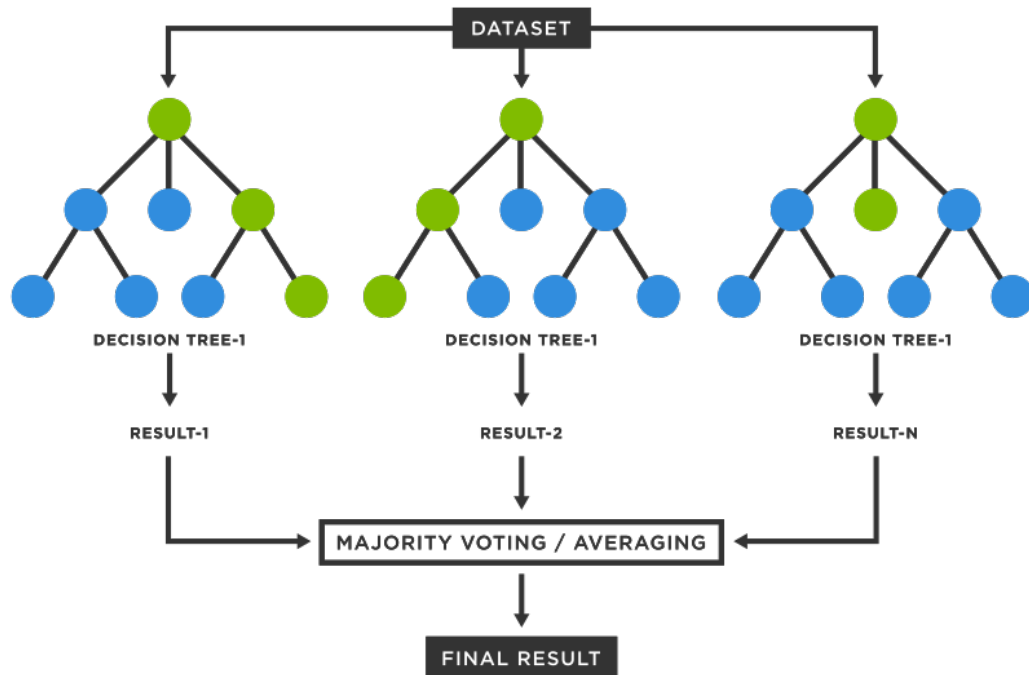 DATASET
DECISION TREE-1
DECISION TREE-1
DECISION TREE-1
RESULT-1
RESULT-2
RESULT-N
MAJORITY VOTING / AVERAGING
FINAL RESULT